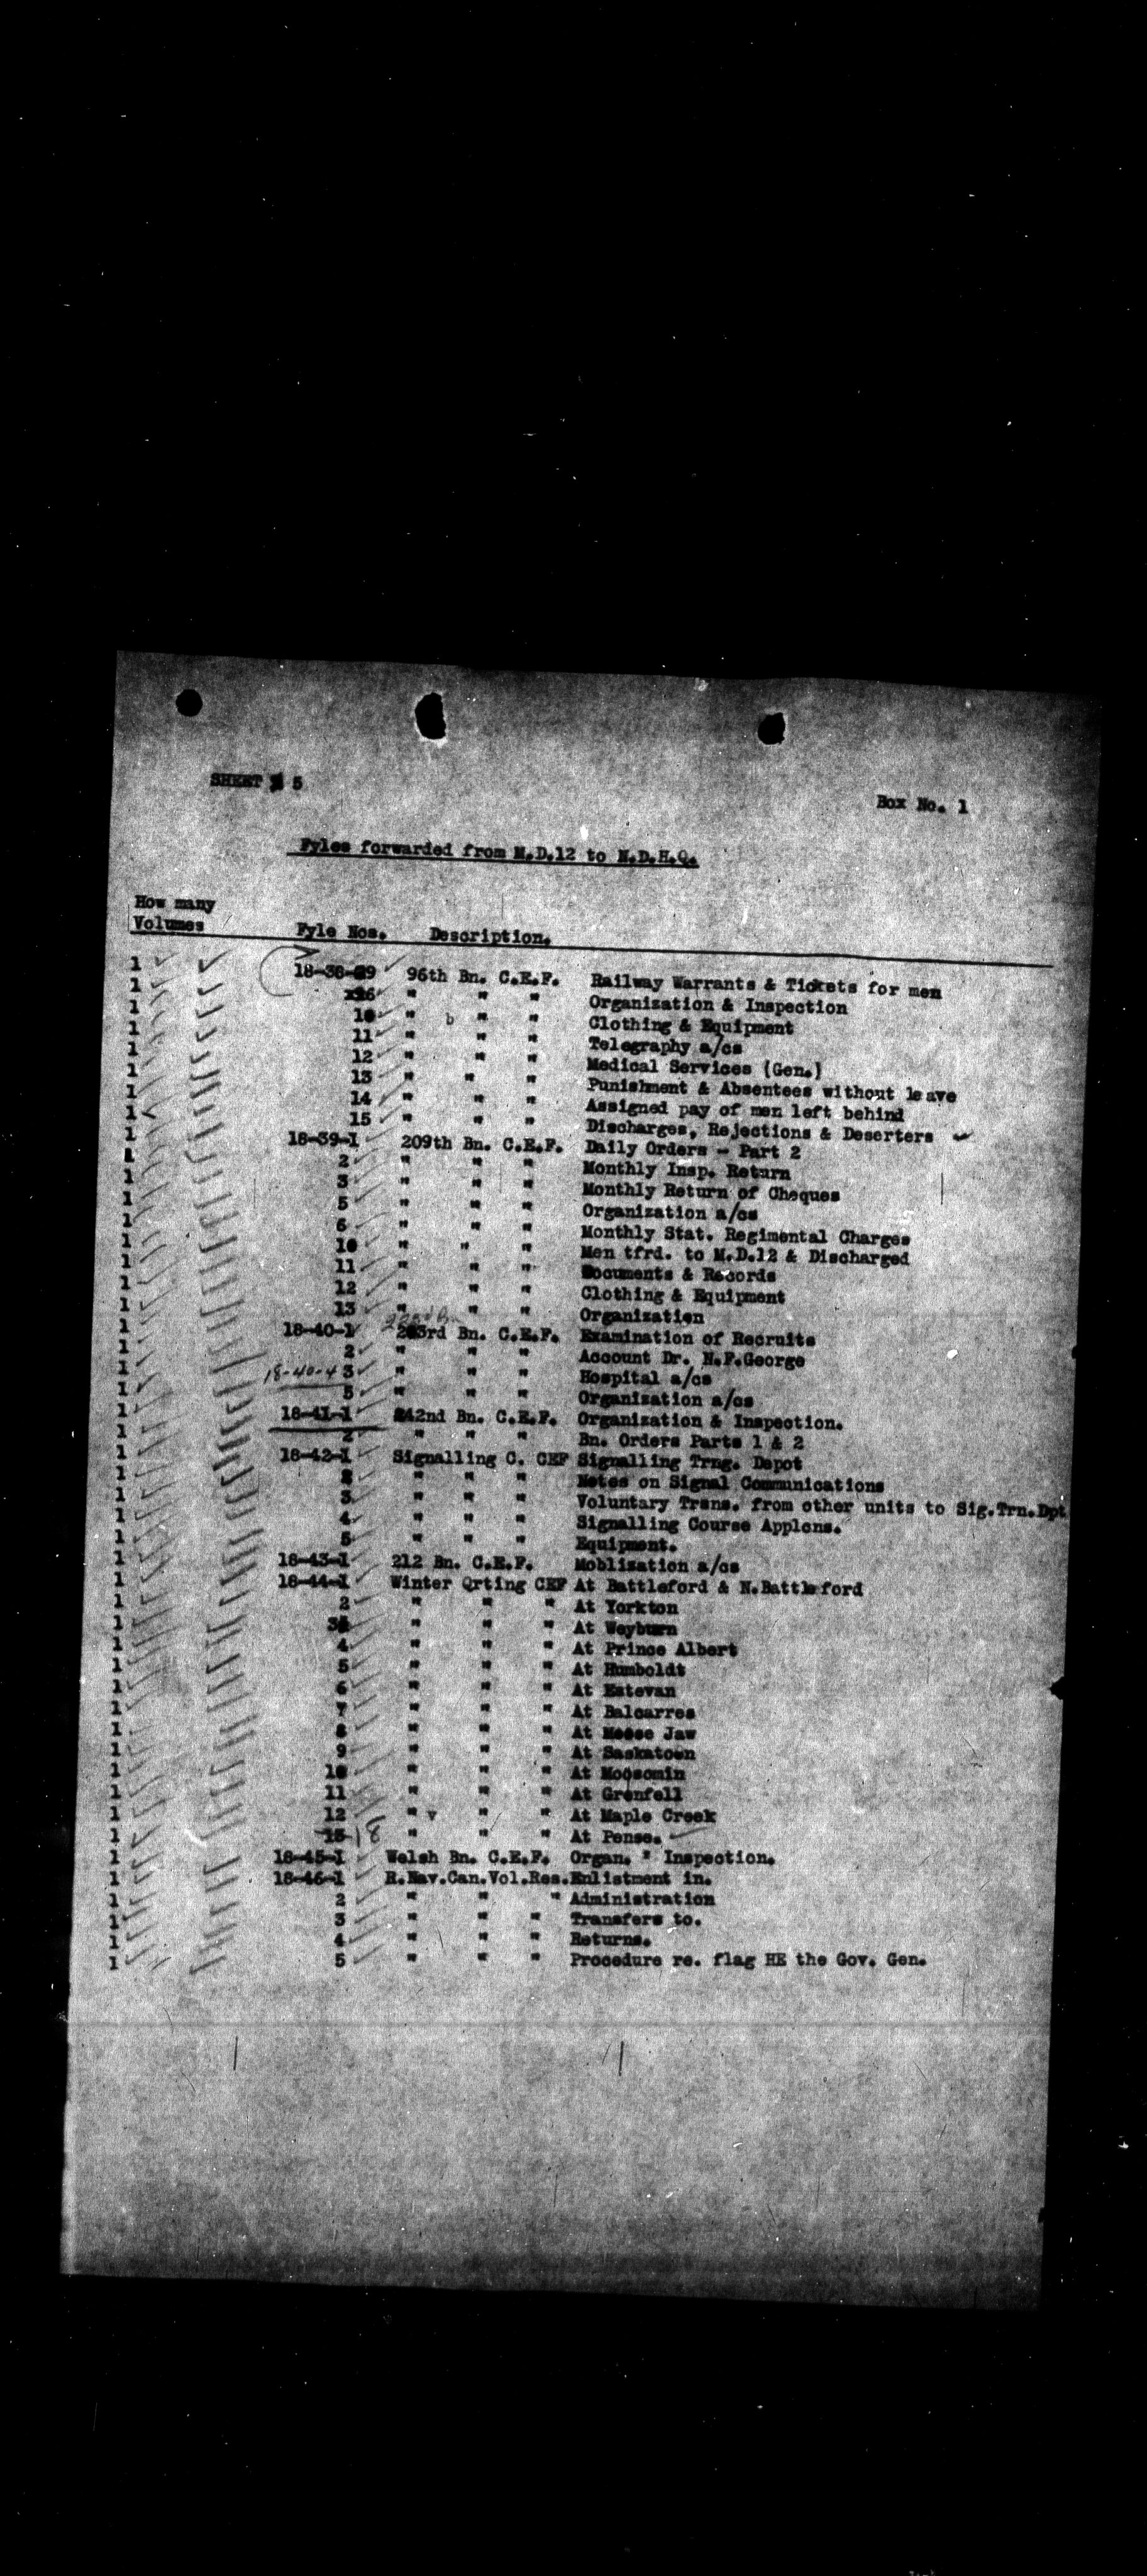 SHEET 5
Box No. 1
Fyles forwarded from M.D.12 to N.D.H.Q.
How many
Volumes Fyle Nos. Description.
1 18-38-9 96th Bn. C.E.F. Railway Warrants & Tickets for men
1 " " " Organization & Inspection
1 10 " " " Clothing & Equipment
1 11 " " " Telegraphy a/cs
1 12 " " " Medical Services (Gen.)
1 13 " " " Punishment & Absentees without leave
1 14 " " " Assigned pay of men left behind
1 15 " " " Discharges, Rejections & Deserters
1 18-39-1 209th Bn. C.E.F. Daily Orders - Part 2
1 2 " " " Monthly Insp. Return
1 3 " " " Monthly Return of Cheques
1 5 " " " Organization a/cs
1 6 " " " Monthly Stat. Regimental Charges
1 10 " " " Men tfrd. to M.D.12 & Discharged
1 11 " " " Documents & Records
1 12 " " " Clothing & Equipment
1 13 " " " Organization
1 18-40-1 3rd Bn. C.E.F. Examination of Recruits
1 2 " " " Account Dr. N.F.George
1 18-40-4 3 " " " Hospital a/cs
1 5 " " " Organization a/cs
1 18-41-1 242nd Bn. C.E.F. Organization & Inspection.
1 2 " " " Bn. Orders Parts 1 & 2
1 18-42-1 Signalling C. CEF Signalling Trng. Depot
1 2 " " " Notes on Signal Communications
1 3 " " " Voluntary Trans. from other units to Sig.Trn.Dpt
1 4 " " " Signalling Course Applcns.
1 5 " " " Equipment.
1 18-43-1 212 Bn. C.E.F. Moblization a/cs
1 18-44-1 Winter Qrting CEF At Battleford & N.Battleford
1 2 " " " At Yorkton
1 3 " " " At Weyburn
1 4 " " " At Prince Albert
1 5 " " " At Humboldt
1 6 " " " At Estevan
1 7 " " " At Balcarres
1 8 " " " At Moose Jaw
1 9 " " " At Saskatoon
1 10 " " " At Moosomin
1 11 " " " At Grenfell
1 12 " " " At Maple Creek
1 13 18 " " " At Pense.
1 18-45-1 Welsh Bn. C.E.F. Organ. " Inspection.
1 18-46-1 R.Nav.Can.Vol.Res. Enlistment in.
1 2 " " " Administration
1 3 " " " Transfers to.
1 4 " " " Returns.
1 5 " " " Procedure re. flag HE the Gov. Gen.